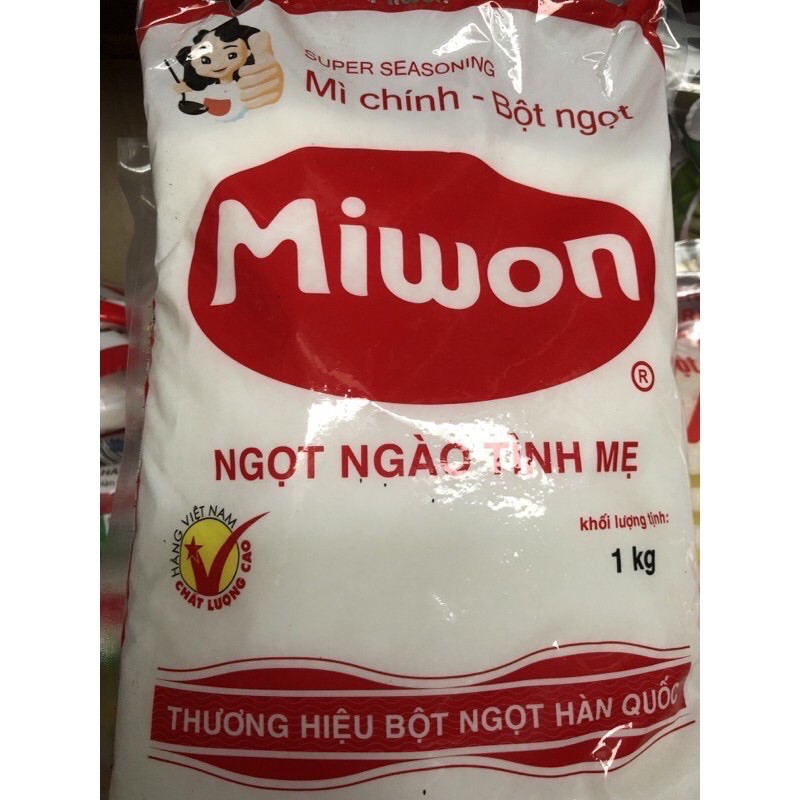 SUPER SEASONING
Mì chính - Bột ngọt
Miwon
®
NGỌT NGÀO TÌNH MẸ
HÀNG VIỆT NAM
CHẤT LƯỢNG CAO
khối lượng tịnh:
1 kg
THƯƠNG HIỆU BỘT NGỌT HÀN QUỐC